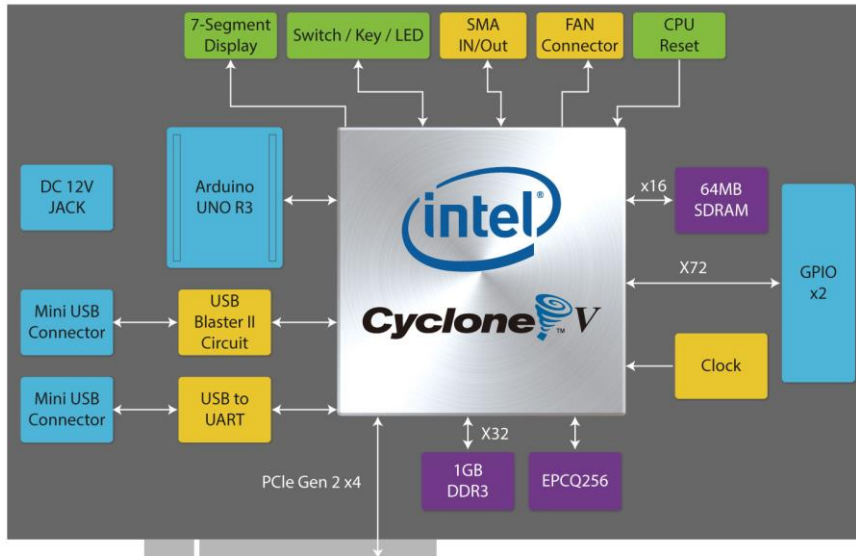 7-Segment
Display
Switch / Key / LED
SMA
IN/Out
FAN
Connector
CPU
Reset
DC 12V
JACK
Arduino
UNO R3
intel®
x16
64MB
SDRAM
X72
GPIO
x2
Mini USB
Connector
USB
Blaster II
Circuit
Cyclone™ V
Clock
Mini USB
Connector
USB to
UART
PCIe Gen 2 x4
X32
1GB
DDR3
EPCQ256